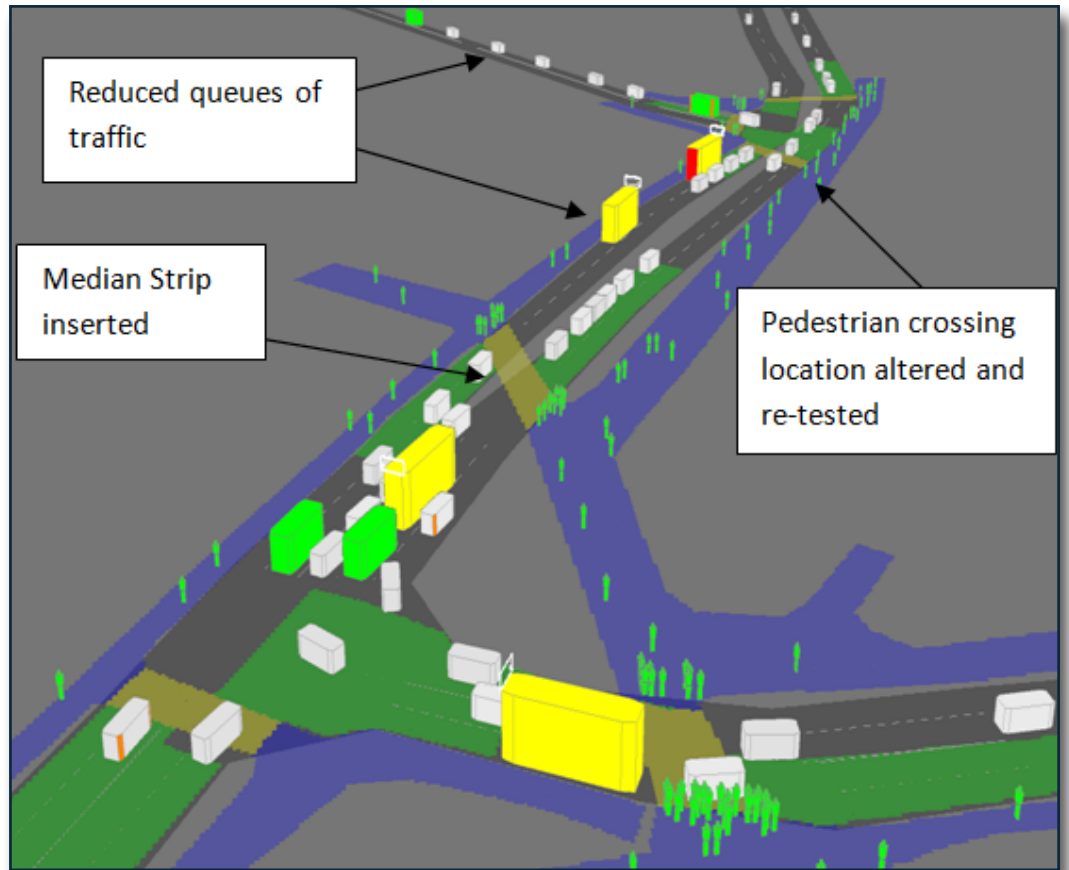 Reduced queues of
traffic
Median Strip
inserted
Pedestrian crossing
location altered and
re-tested